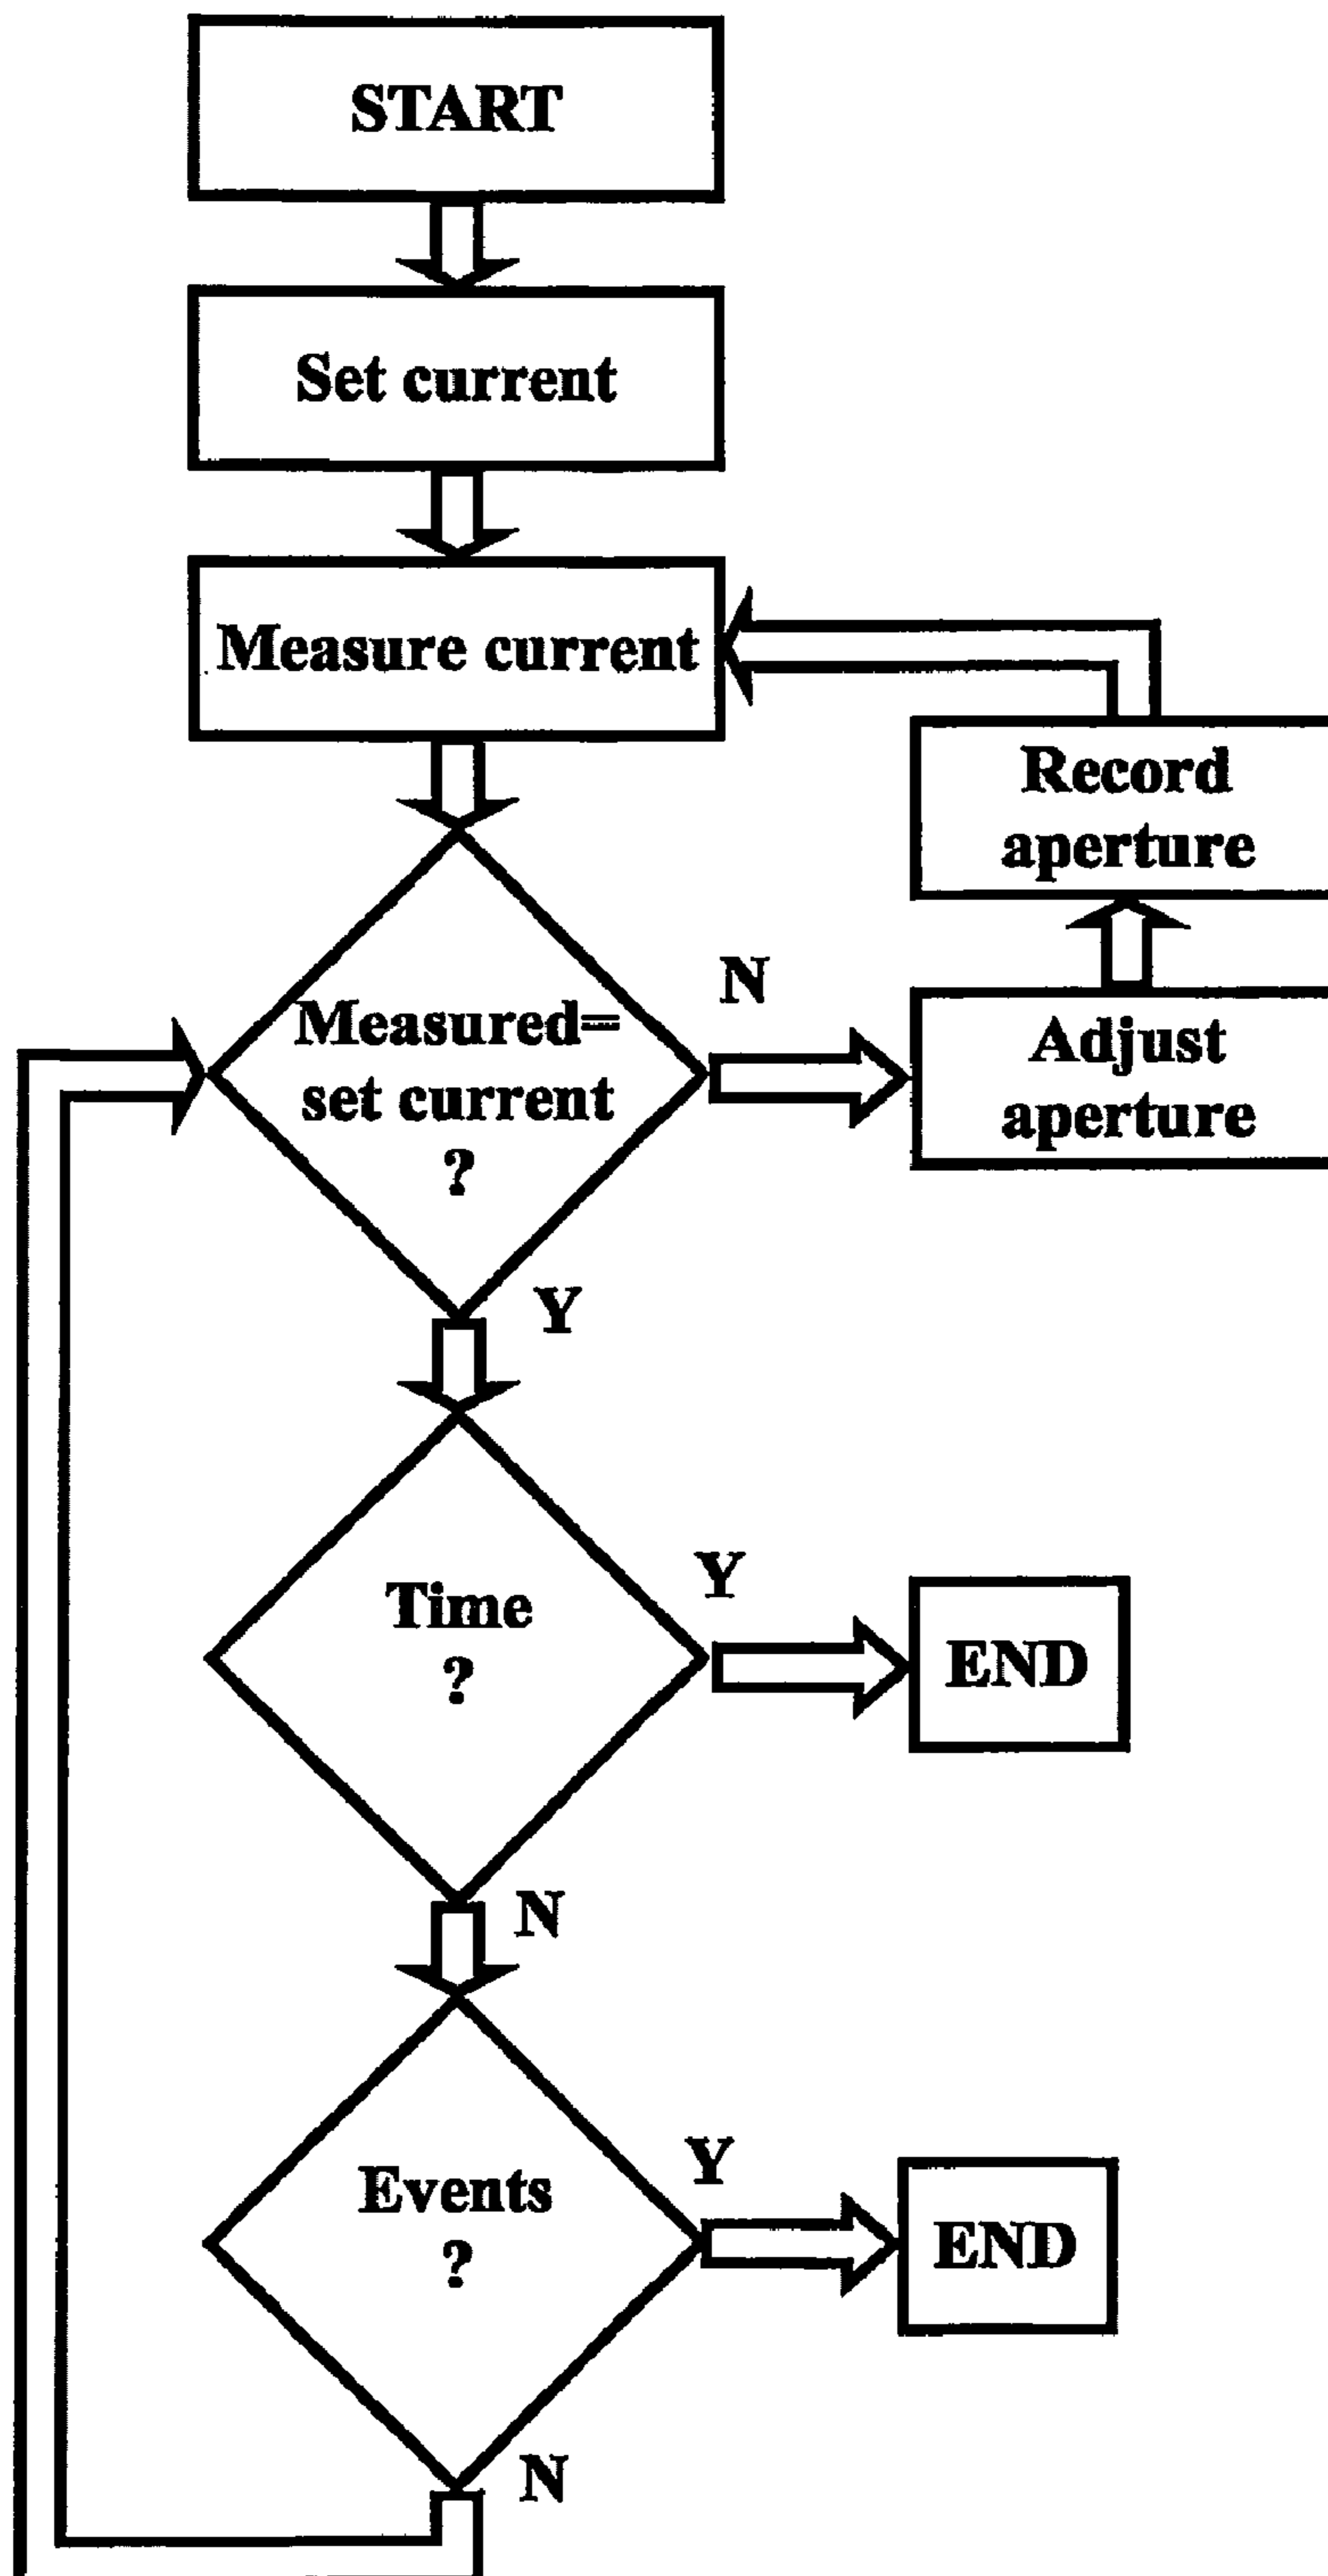 START
Set current
Measure current
Record
aperture
N
Measured=
set current
?
Adjust
aperture
Y
Time
?
Y
END
N
Events
?
Y
END
N